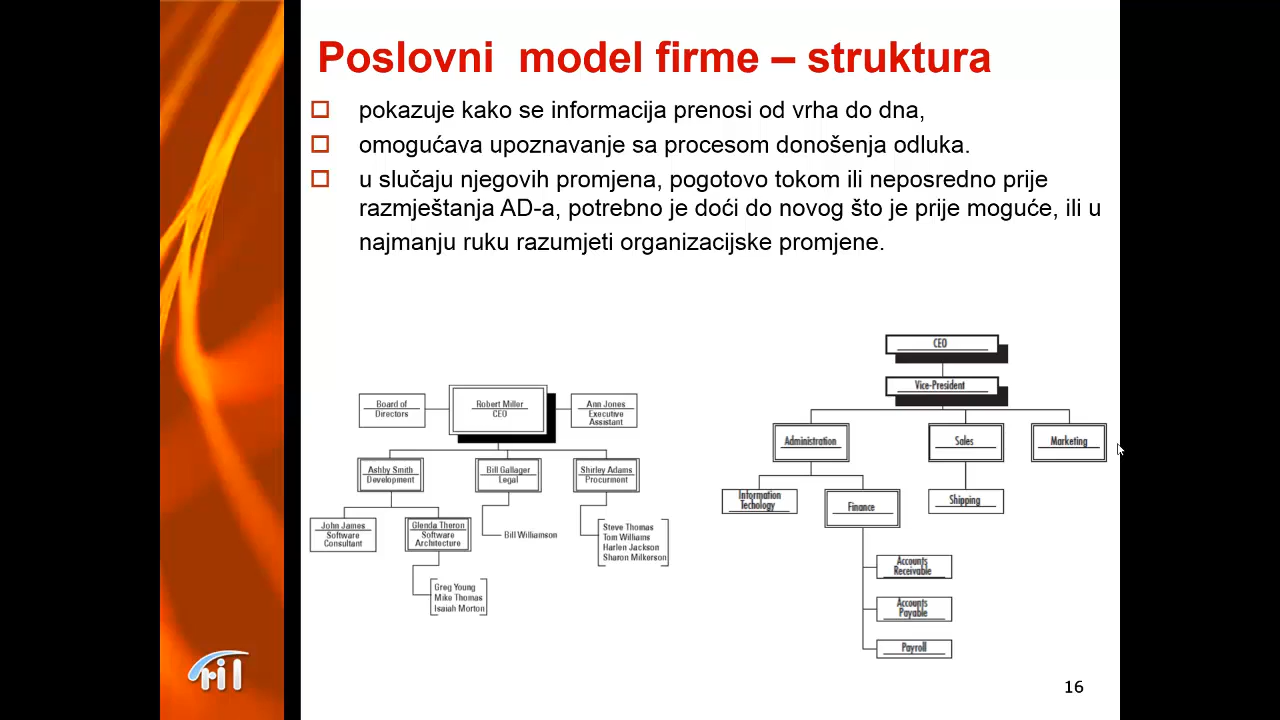 Poslovni model firme – struktura
pokazuje kako se informacija prenosi od vrha do dna,
omogućava upoznavanje sa procesom donošenja odluka.
u slučaju njegovih promjena, pogotovo tokom ili neposredno prije
razmještanja AD-a, potrebno je doći do novog što je prije moguće, ili u
najmanju ruku razumjeti organizacijske promjene.
Board of
Directors
Robert Miller
CEO
Ann Jones
Executive
Assistant
Ashby Smith
Development
Bill Gallager
Legal
Shirley Adams
Procurment
John James
Software
Consultant
Glenda Theron
Software
Architecture
Bill Williamson
Steve Thomas
Tom Williams
Harlen Jackson
Sharon Milkerson
Greg Young
Mike Thomas
Isaiah Morton
CEO
Vice-President
Administration
Sales
Marketing
Information
Techology
Finance
Shipping
Accounts
Receivable
Accounts
Payable
Payroll
ril
16